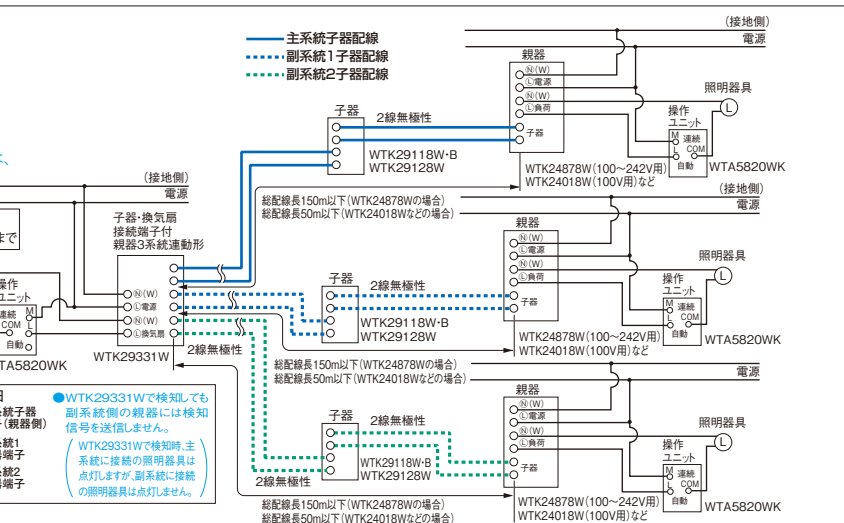 主系統子器配線
副系統1子器配線
副系統2子器配線
(接地側)
電源
親器
Ⓝ(W)
Ⓛ電源
Ⓝ(W)
Ⓛ負荷
子器
照明器具
L
操作
ユニット
M 連続
L COM
自動
WTA5820WK
WTK24878W(100〜242V用)
WTK24018W(100V用)など
子器
2線無極性
WTK29118W・B
WTK29128W
総配線長150m以下(WTK24878Wの場合)
総配線長50m以下(WTK24018Wなどの場合)
は、
(接地側)
電源
まで
子器・換気扇
接続端子付
親器3系統連動形
Ⓝ(W)
Ⓛ電源
Ⓝ(W)
Ⓛ換気扇
WTK29331W
2線無極性
操作
ユニット
連続 M
COM L
自動
TA5820WK
(接地側)
電源
親器
Ⓝ(W)
Ⓛ電源
Ⓝ(W)
Ⓛ負荷
子器
照明器具
L
操作
ユニット
M 連続
L COM
自動
WTA5820WK
WTK24878W(100〜242V用)
WTK24018W(100V用)など
子器
2線無極性
WTK29118W・B
WTK29128W
総配線長150m以下(WTK24878Wの場合)
総配線長50m以下(WTK24018Wなどの場合)
電源
親器
Ⓝ(W)
Ⓛ電源
Ⓝ(W)
Ⓛ負荷
子器
照明器具
L
操作
ユニット
M 連続
L COM
自動
WTA5820WK
WTK24878W(100〜242V用)
WTK24018W(100V用)など
子器
2線無極性
WTK29118W・B
WTK29128W
2線無極性
総配線長150m以下(WTK24878Wの場合)
総配線長50m以下(WTK24018Wなどの場合)
統子器
(親器側)
統1
端子
統2
端子
●WTK29331Wで検知しても
副系統側の親器には検知
信号を送信しません。
(WTK29331Wで検知時、主
系統に接続の照明器具は
点灯しますが、副系統に接続
の照明器具は点灯しません。)